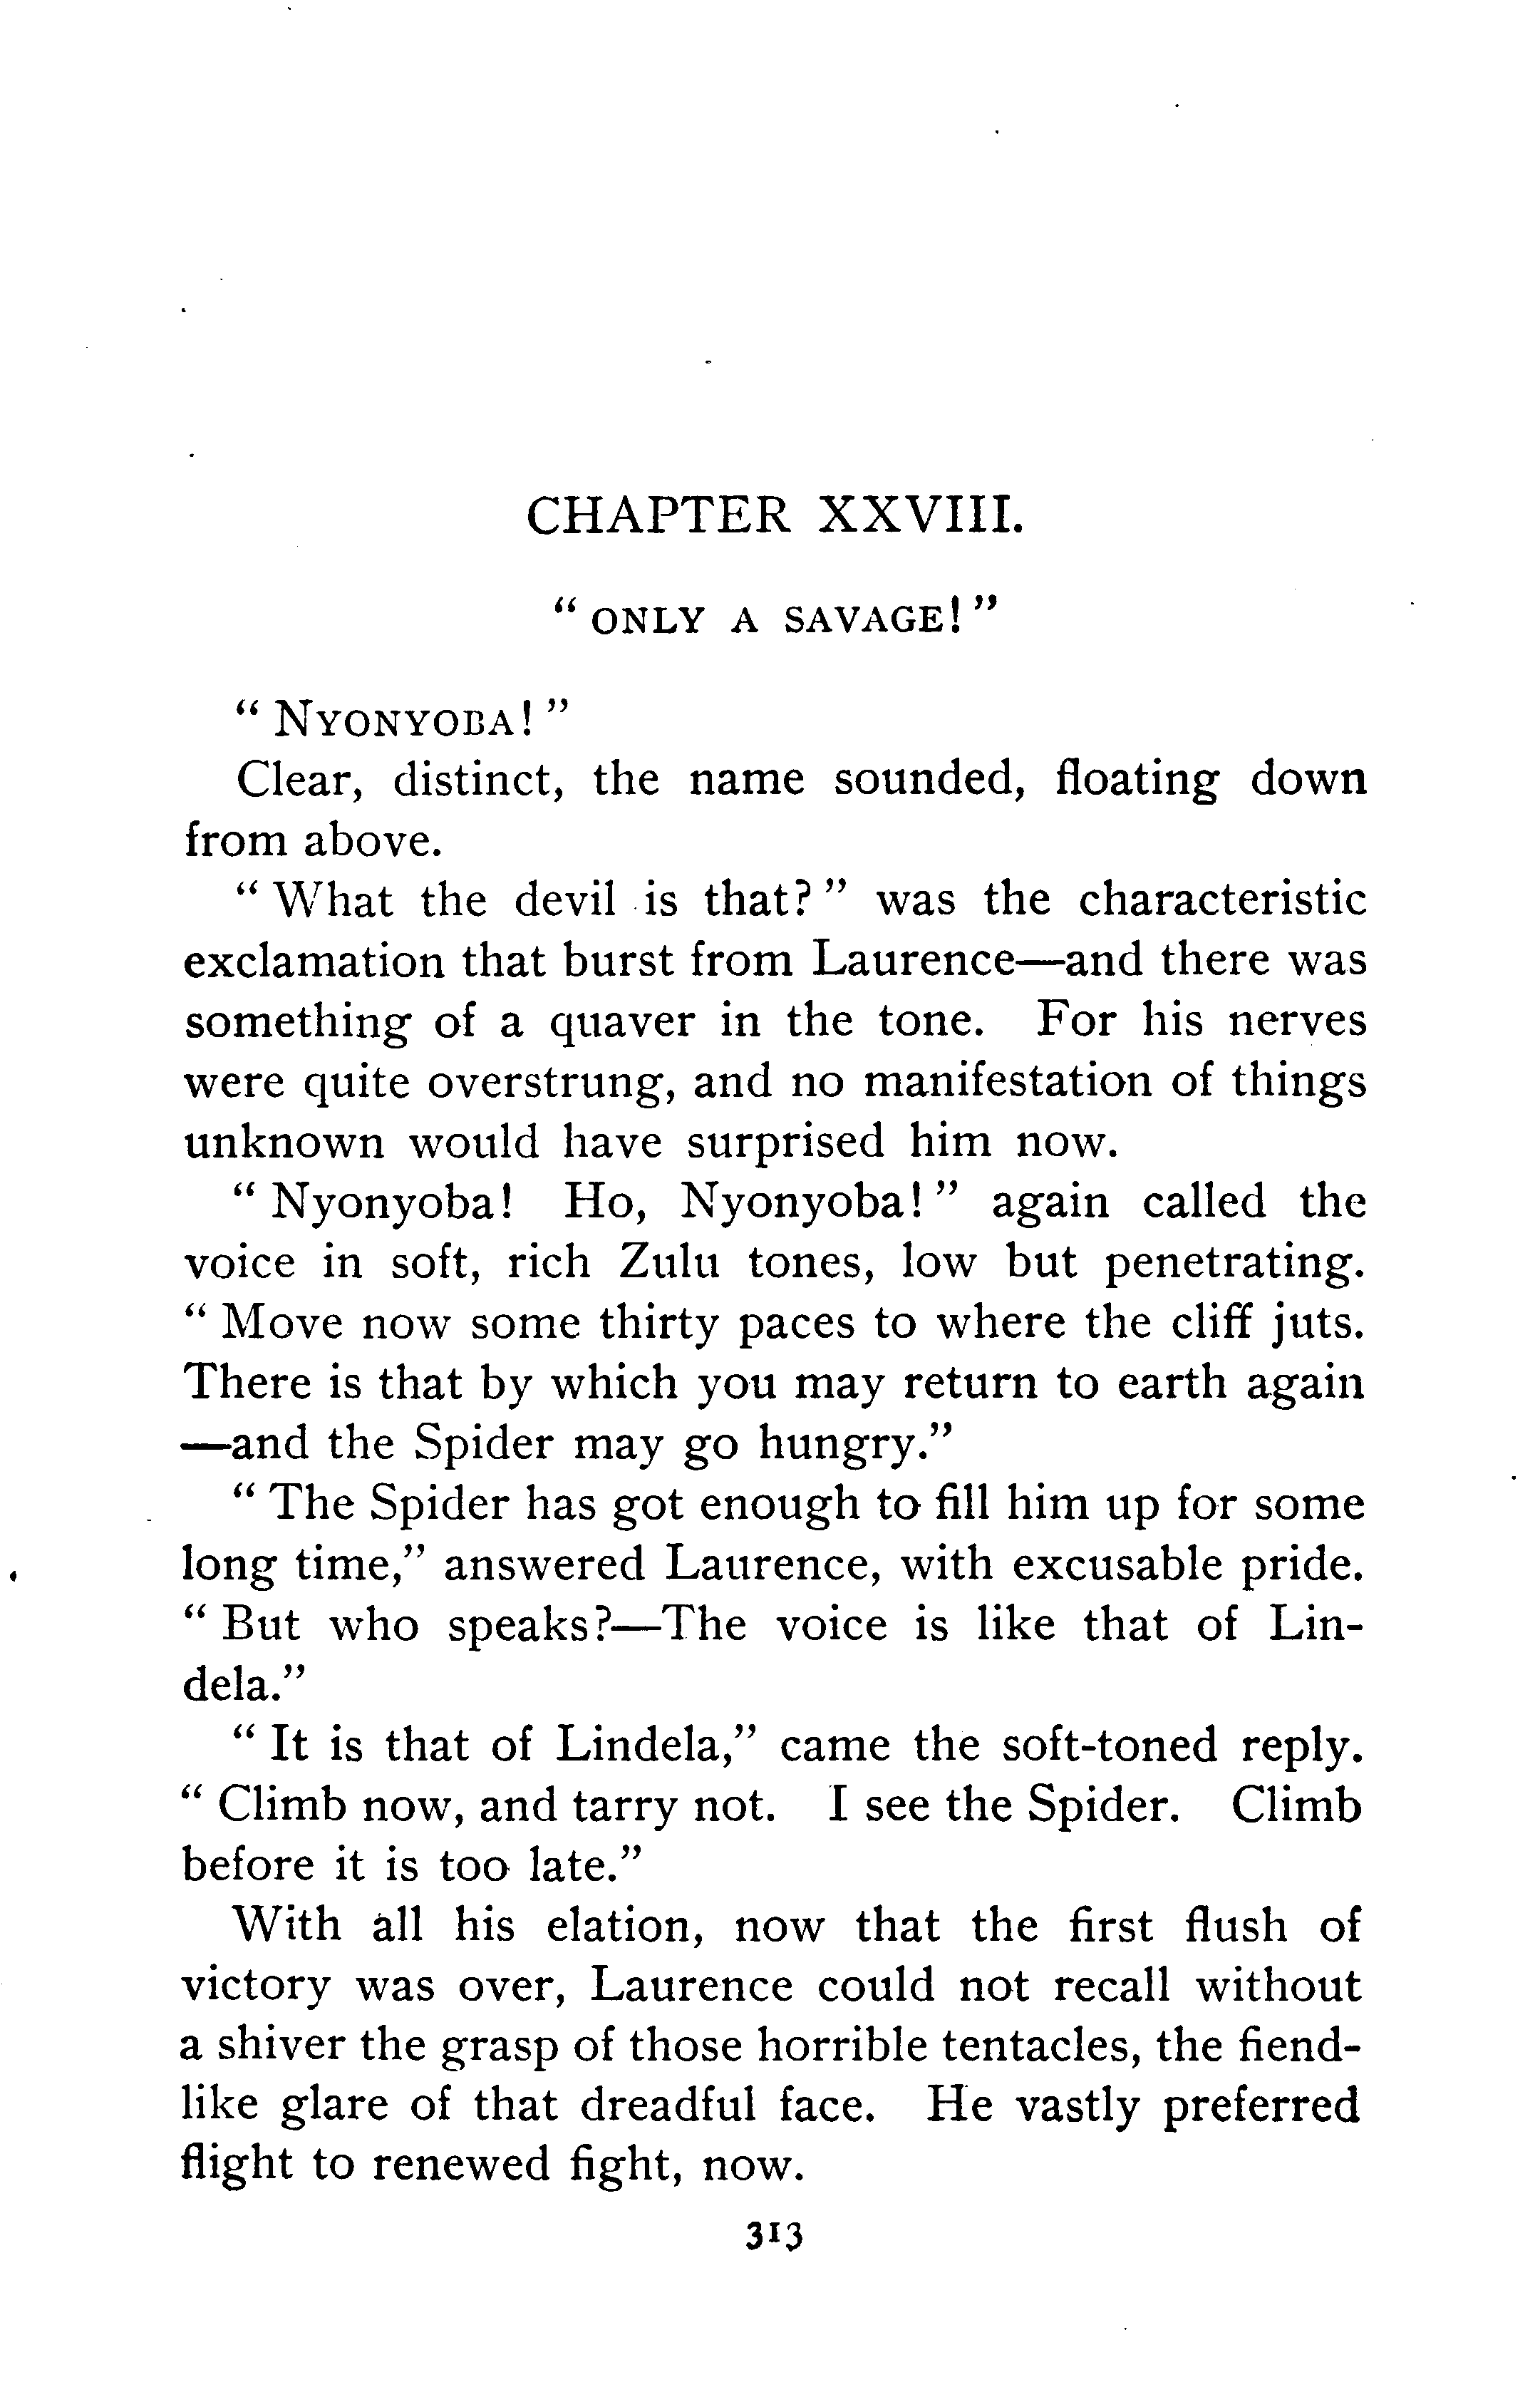 CHAPTER XXVIII.
“ ONLY A SAVAGE! ”
“ NYONYOBA! ”
Clear, distinct, the name sounded, floating down
from above.
“ What the devil is that? ” was the characteristic
exclamation that burst from Laurence—and there was
something of a quaver in the tone. For his nerves
were quite overstrung, and no manifestation of things
unknown would have surprised him now.
“ Nyonyoba! Ho, Nyonyoba! ” again called the
voice in soft, rich Zulu tones, low but penetrating.
“ Move now some thirty paces to where the cliff juts.
There is that by which you may return to earth again
—and the Spider may go hungry.”
“ The Spider has got enough to fill him up for some
long time,” answered Laurence, with excusable pride.
“ But who speaks?—The voice is like that of Lin-
dela.”
“ It is that of Lindela,” came the soft-toned reply.
“ Climb now, and tarry not. I see the Spider. Climb
before it is too late.”
With all his elation, now that the first flush of
victory was over, Laurence could not recall without
a shiver the grasp of those horrible tentacles, the fiend-
like glare of that dreadful face. He vastly preferred
flight to renewed fight, now.
313